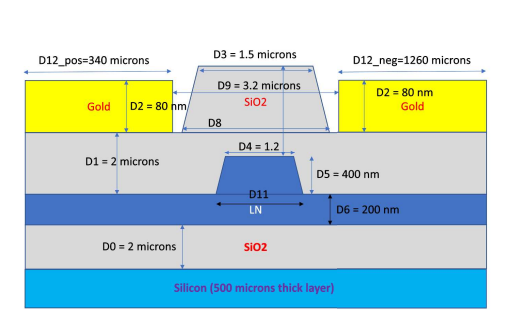 D3 = 1.5 microns
D12_pos=340 microns
D12_neg=1260 microns
D9 = 3.2 microns
D2 = 80 nm
SiO2
D2 = 80 nm
Gold
Gold
D8
D4 = 1.2
D1 = 2 microns
D5 = 400 nm
D11
LN
D6 = 200 nm
D0 = 2 microns
SiO2
Silicon (500 microns thick layer)